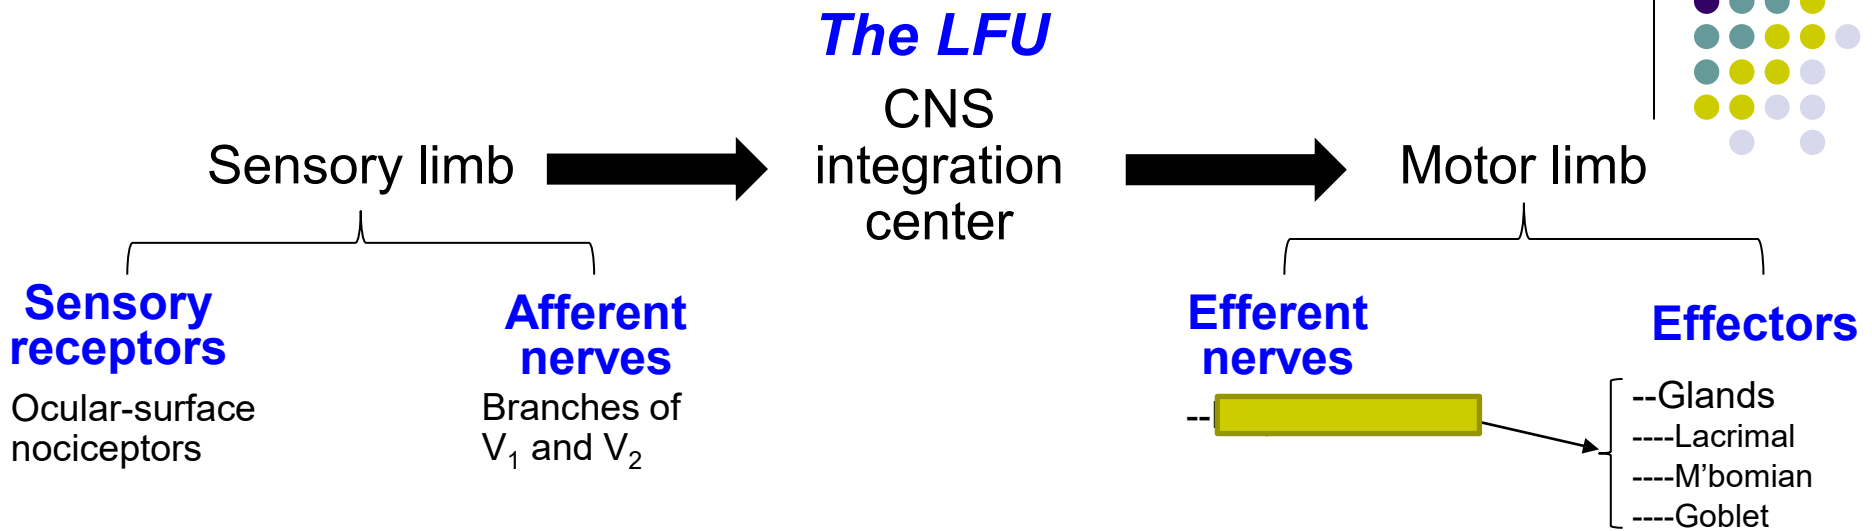 The LFU
CNS
integration
center
Sensory limb
Motor limb
Sensory
receptors
Ocular-surface
nociceptors
Afferent
nerves
Branches of
V₁ and V₂
Efferent
nerves
--
Effectors
--Glands
----Lacrimal
----M'bomian
----Goblet